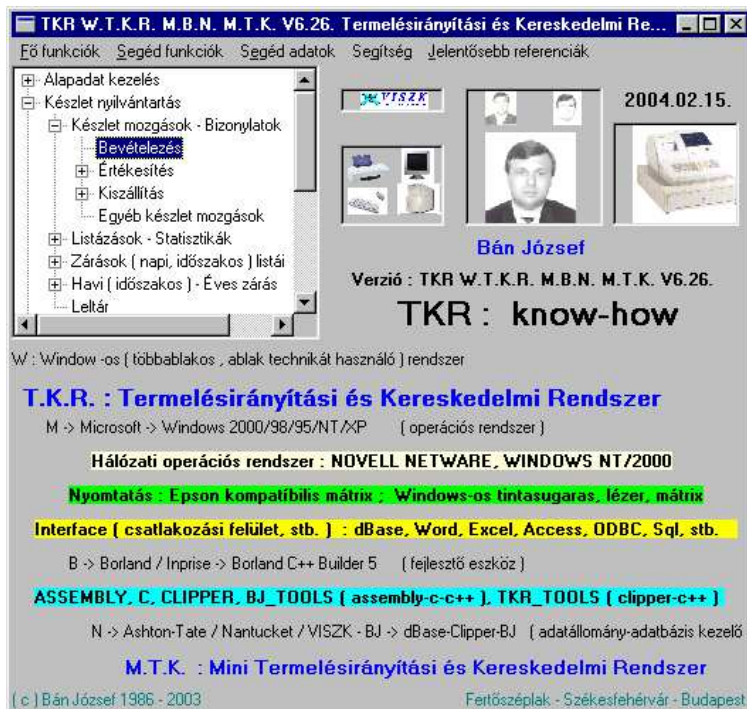 TKR W.T.K.R. M.B.N. M.T.K. V6.26. Termelésirányítási és Kereskedelmi Re...
Fő funkciók Segéd funkciók Segéd adatok Segítség Jelentősebb referenciák
Alapadat kezelés
Készlet nyilvántartás
Készlet mozgások - Bizonylatok
Bevételezés
Értékesítés
Kiszállítás
Egyéb készlet mozgások
Listázások - Statisztikák
Zárások ( napi, időszakos ) listái
Havi ( időszakos ) - Éves zárás
Leltár
VISZK
2004.02.15.
Bán József
Verzió : TKR W.T.K.R. M.B.N. M.T.K. V6.26.
TKR : know-how
W : Window -os ( többablakos , ablak technikát használó ) rendszer
T.K.R. : Termelésirányítási és Kereskedelmi Rendszer
M -> Microsoft -> Windows 2000/98/95/NT/XP ( operációs rendszer )
Hálózati operációs rendszer : NOVELL NETWARE, WINDOWS NT/2000
Nyomtatás : Epson kompatíbilis mátrix ; Windows-os tintasugaras, lézer, mátrix
Interface ( csatlakozási felület, stb. ) : dBase, Word, Excel, Access, ODBC, Sql, stb.
B -> Borland / Inprise -> Borland C++ Builder 5 ( fejlesztő eszköz )
ASSEMBLY, C, CLIPPER, BJ_TOOLS ( assembly-c-c++ ), TKR_TOOLS ( clipper-c++ )
N -> Ashton-Tate / Nantucket / VISZK - BJ -> dBase-Clipper-BJ ( adatállomány-adatbázis kezelő
M.T.K. : Mini Termelésirányítási és Kereskedelmi Rendszer
( c ) Bán József 1986 - 2003
Fertőszéplak - Székesfehérvár - Budapest